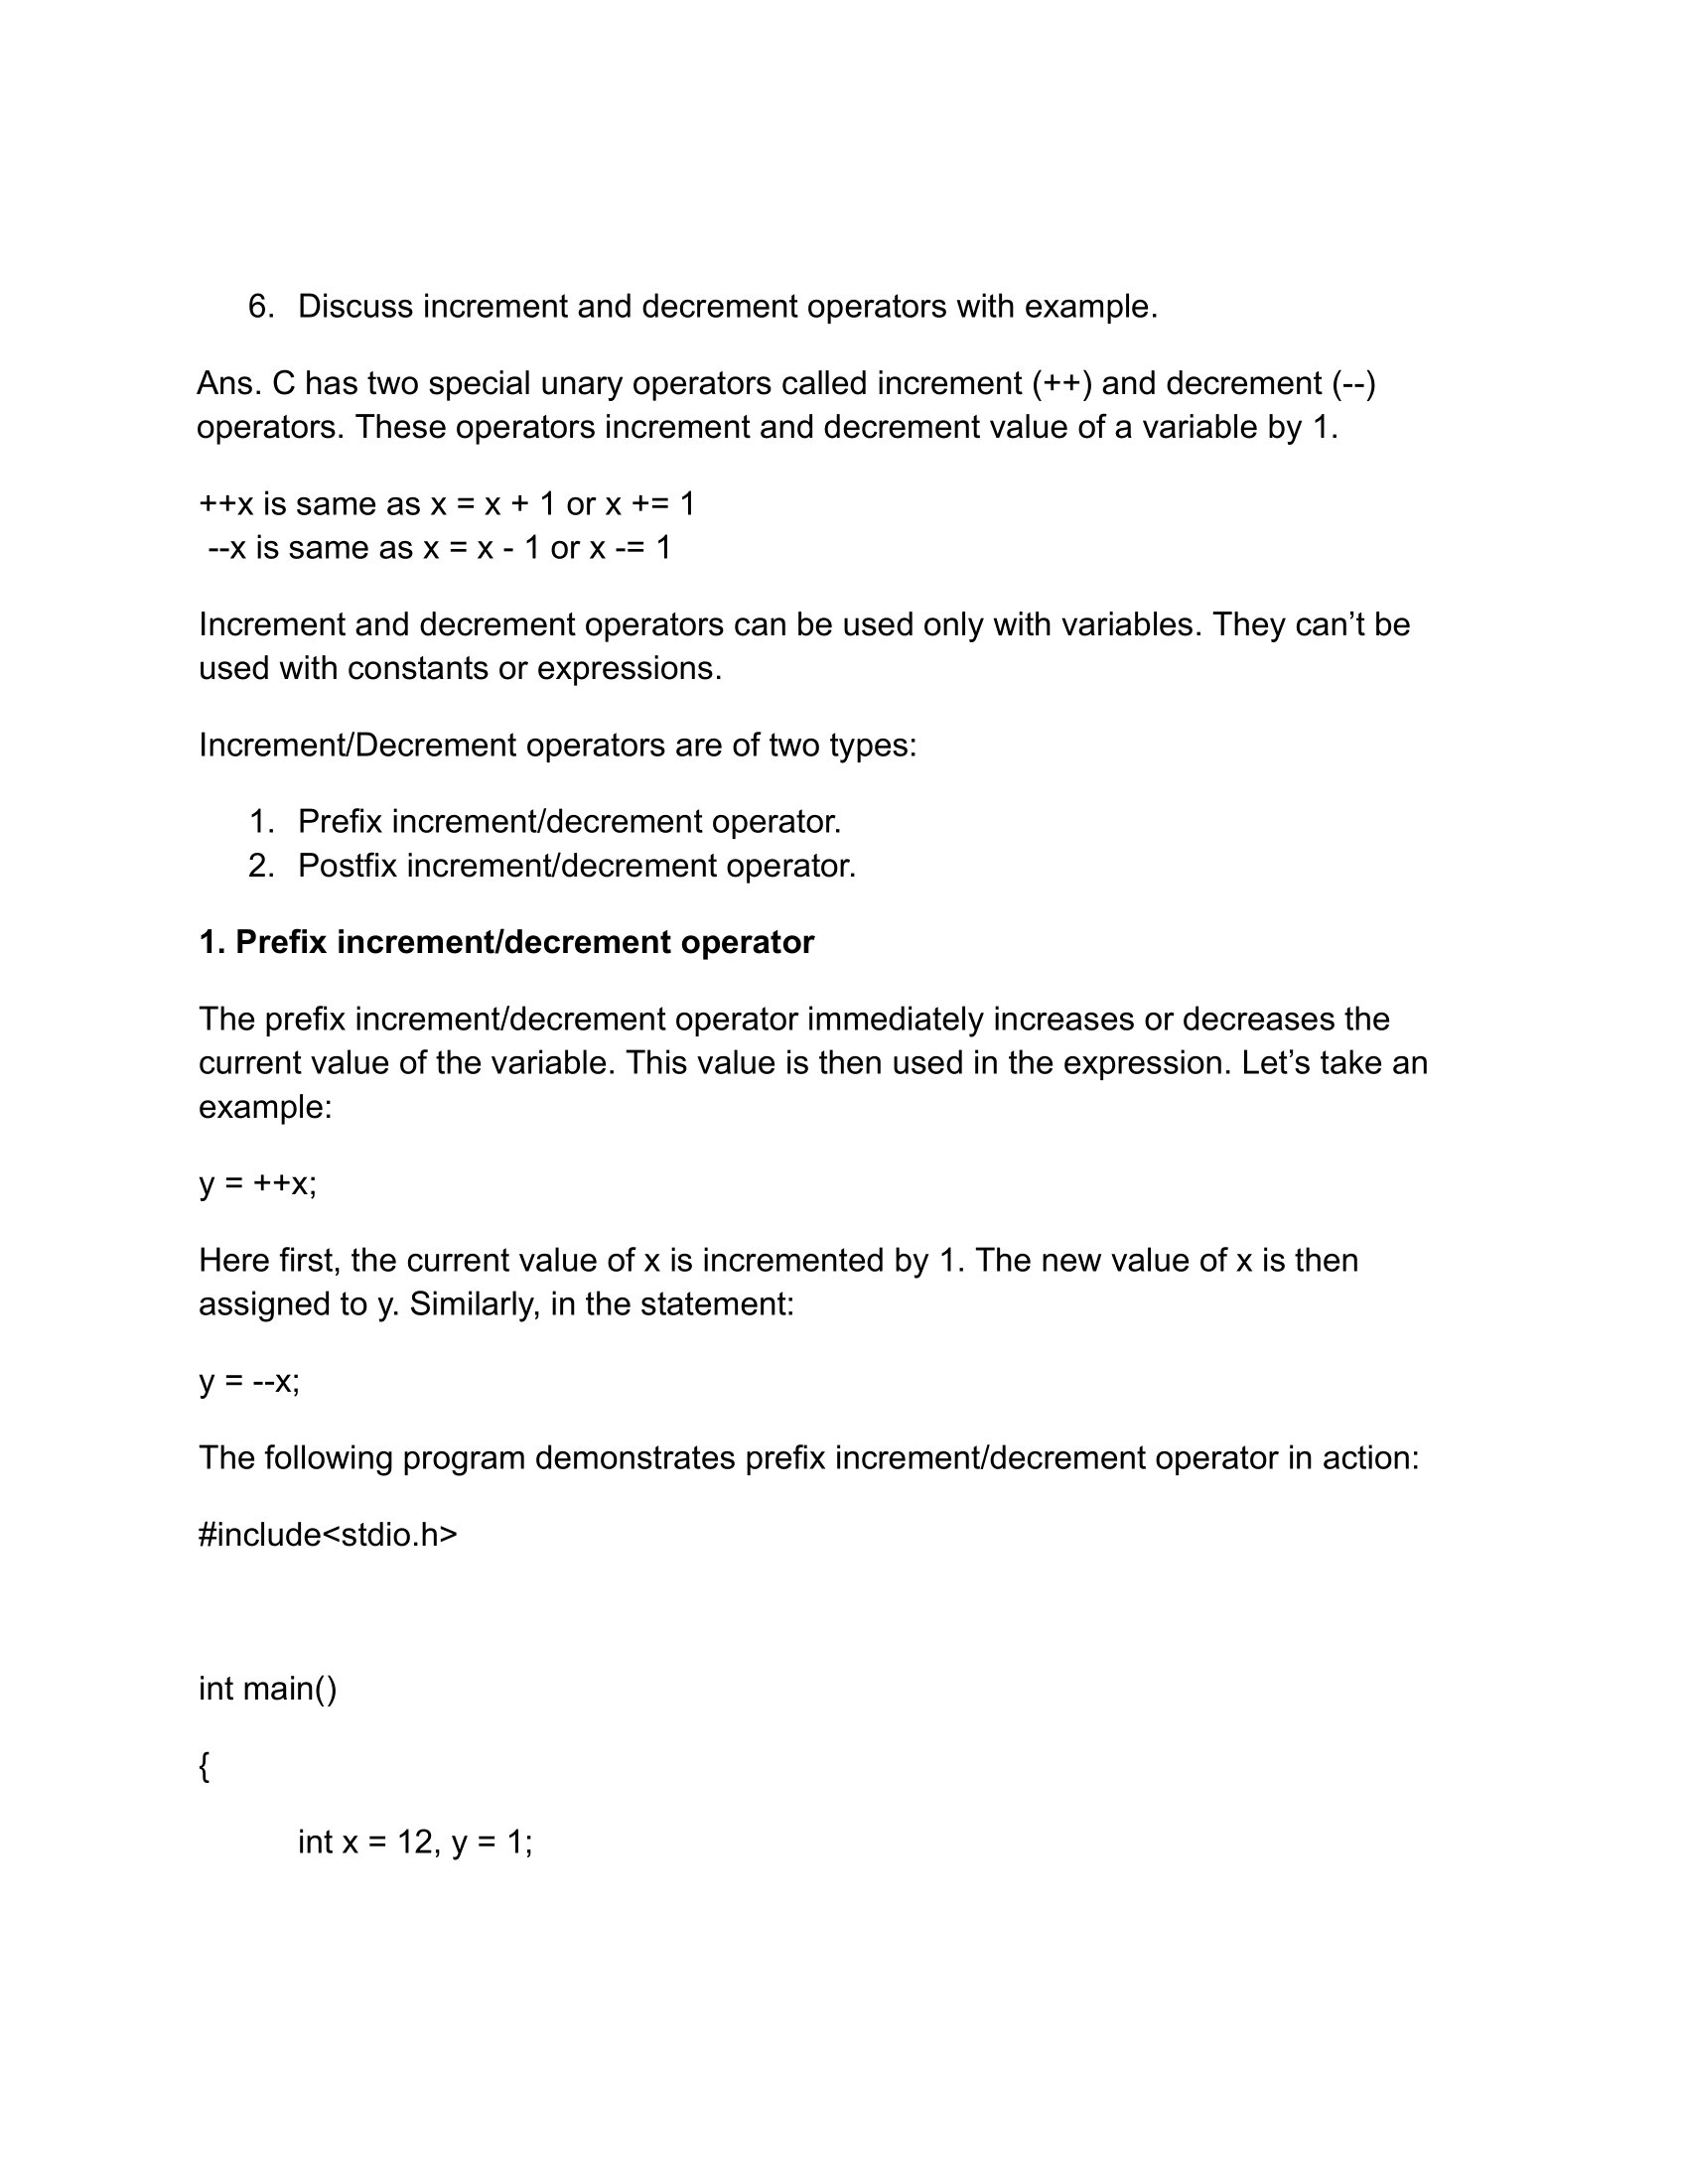 6. Discuss increment and decrement operators with example.
Ans. C has two special unary operators called increment (++) and decrement (--)
operators. These operators increment and decrement value of a variable by 1.
++x is same as x = x + 1 or x += 1
--x is same as x = x - 1 or x -= 1
Increment and decrement operators can be used only with variables. They can’t be
used with constants or expressions.
Increment/Decrement operators are of two types:
1. Prefix increment/decrement operator.
2. Postfix increment/decrement operator.
1. Prefix increment/decrement operator
The prefix increment/decrement operator immediately increases or decreases the
current value of the variable. This value is then used in the expression. Let’s take an
example:
y = ++x;
Here first, the current value of x is incremented by 1. The new value of x is then
assigned to y. Similarly, in the statement:
y = --x;
The following program demonstrates prefix increment/decrement operator in action:
#include<stdio.h>
int main()
{
int x = 12, y = 1;